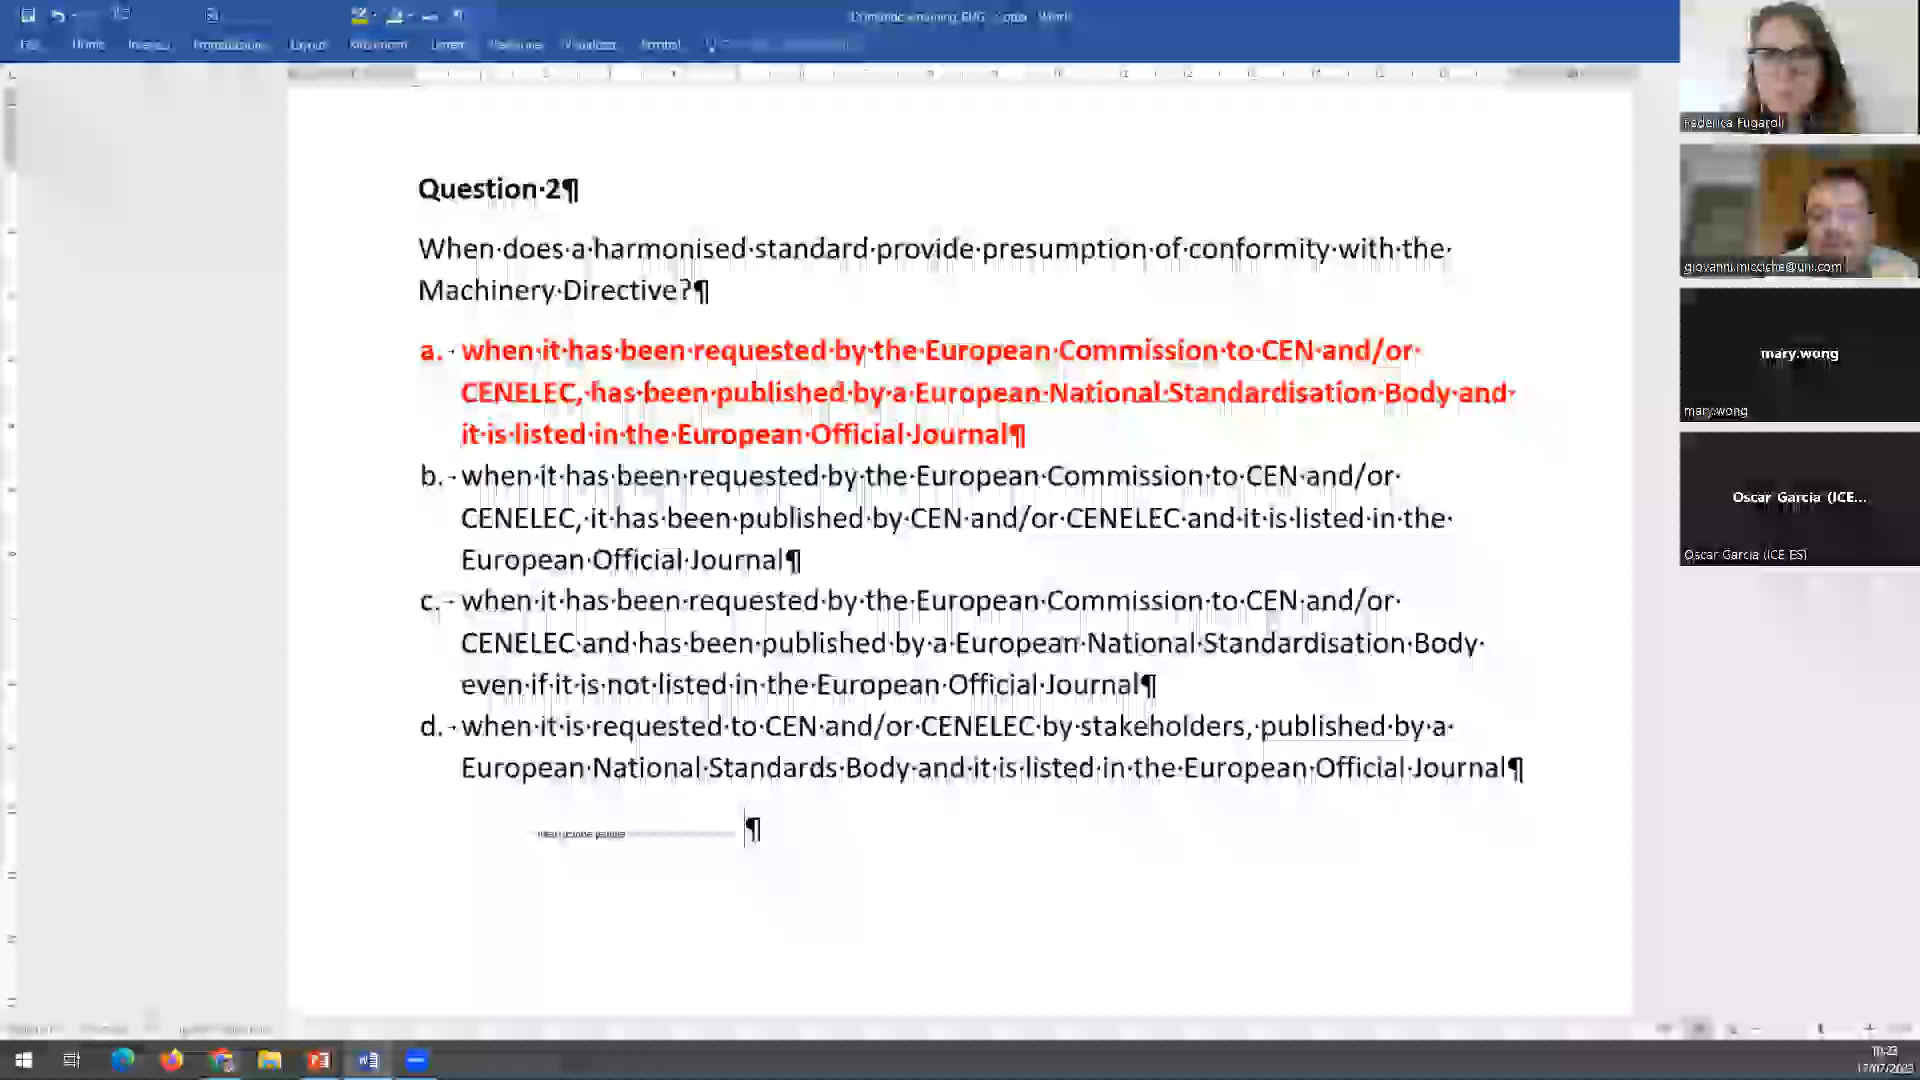 Question·2¶
When·does·a·harmonised·standard·provide·presumption·of·conformity·with·the·
Machinery·Directive?¶
a. when·it·has·been·requested·by·the·European·Commission·to·CEN·and/or·
CENELEC,·has·been·published·by·a·European·National·Standardisation·Body·and·
it·is·listed·in·the·European·Official·Journal¶
b. when·it·has·been·requested·by·the·European·Commission·to·CEN·and/or·
CENELEC,·it·has·been·published·by·CEN·and/or·CENELEC·and·it·is·listed·in·the·
European·Official·Journal¶
c. when·it·has·been·requested·by·the·European·Commission·to·CEN·and/or·
CENELEC·and·has·been·published·by·a·European·National·Standardisation·Body·
even·if·it·is·not·listed·in·the·European·Official·Journal¶
d. when·it·is·requested·to·CEN·and/or·CENELEC·by·stakeholders,·published·by·a·
European·National·Standards·Body·and·it·is·listed·in·the·European·Official·Journal¶
¶
Federica Fugaroli
giovanni.micciche@uni.com
mary.wong
mary.wong
Oscar Garcia (ICE...
Oscar Garcia (ICE ES)
10:23